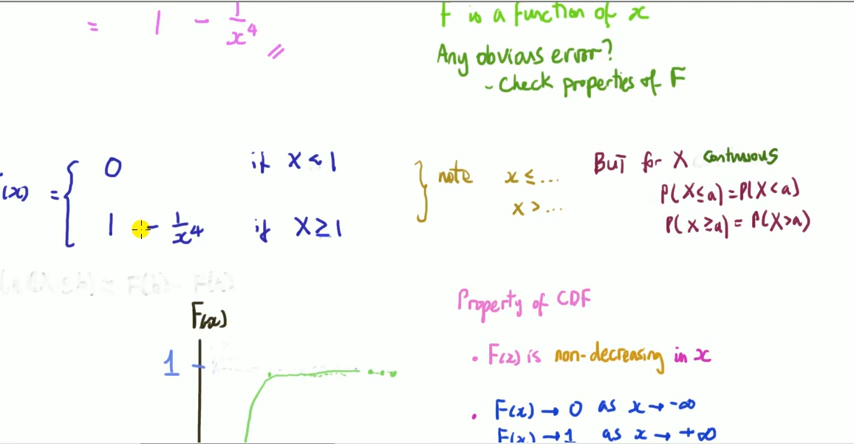 = 1 - 1/x⁴ //
F is a function of x
Any obvious error?
- Check properties of F
(x) = { 0 if x < 1
1 - 1/x⁴ if x ≥ 1
} note x ≤ ...
x > ...
But for X continuous
P(X≤a) = P(X<a)
P(X≥a) = P(X>a)
F(x)
1
Property of CDF
• F(x) is non-decreasing in x
• F(x) → 0 as x → -∞
F(x) → 1 as x → +∞